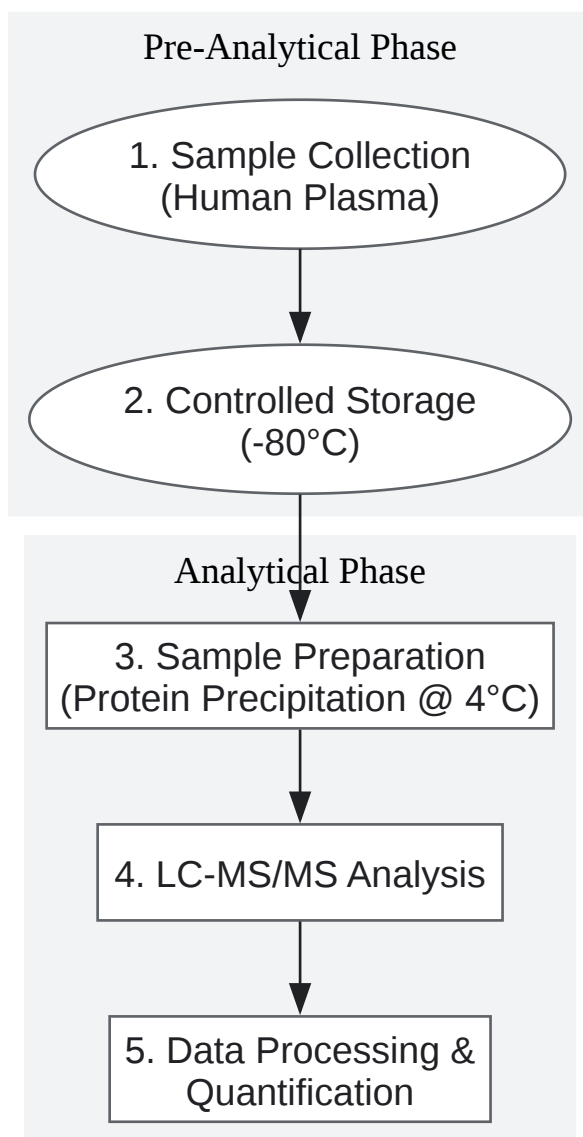 Pre-Analytical Phase
1. Sample Collection
(Human Plasma)
2. Controlled Storage
(-80°C)
Analytical Phase
3. Sample Preparation
(Protein Precipitation @ 4°C)
4. LC-MS/MS Analysis
5. Data Processing &
Quantification